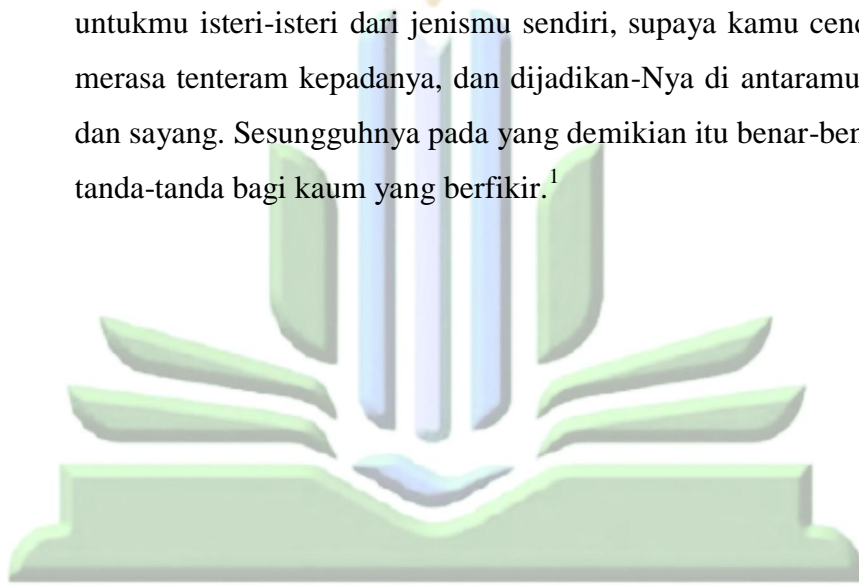 untukmu isteri-isteri dari jenismu sendiri, supaya kamu
merasa tenteram kepadanya, dan dijadikan-Nya di antaramu
dan sayang. Sesungguhnya pada yang demikian itu
tanda-tanda bagi kaum yang berfikir.1